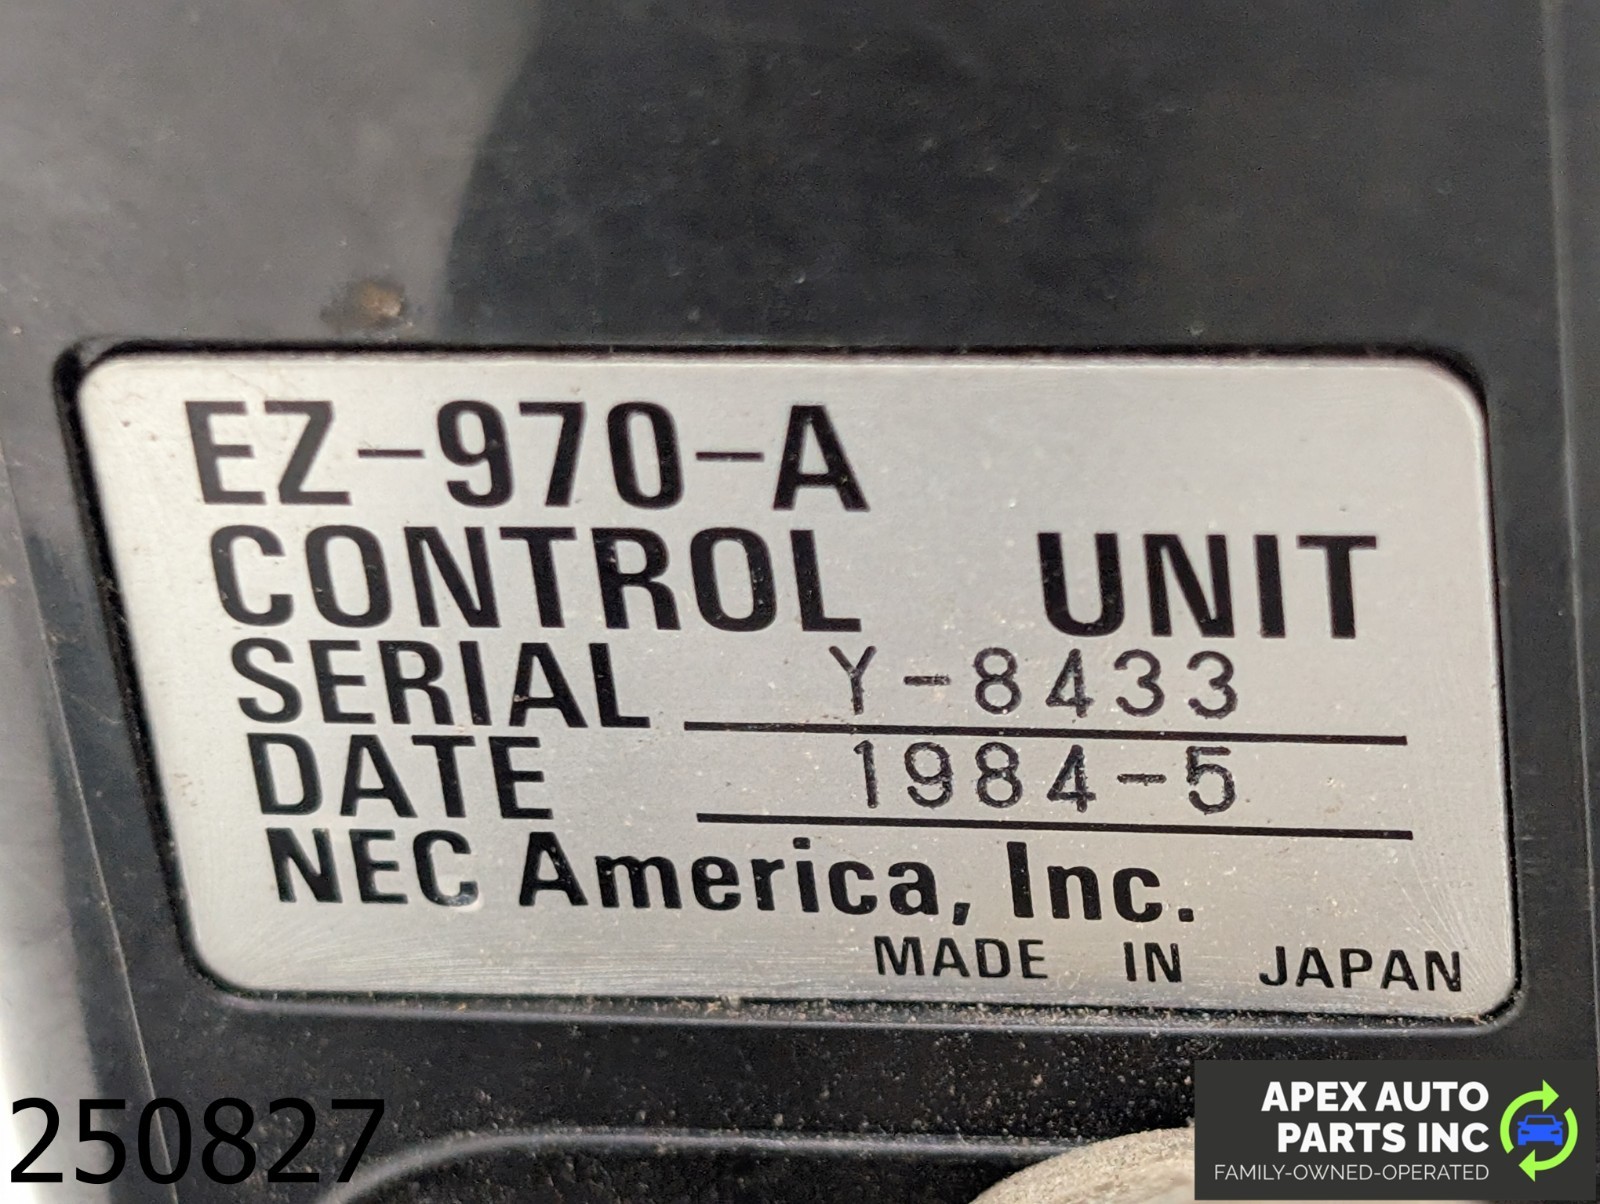 EZ-970-A
CONTROL UNIT
SERIAL Y-8433
DATE 1984-5
NEC America, Inc.
MADE IN JAPAN
250827
APEX AUTO
PARTS INC
FAMILY-OWNED-OPERATED